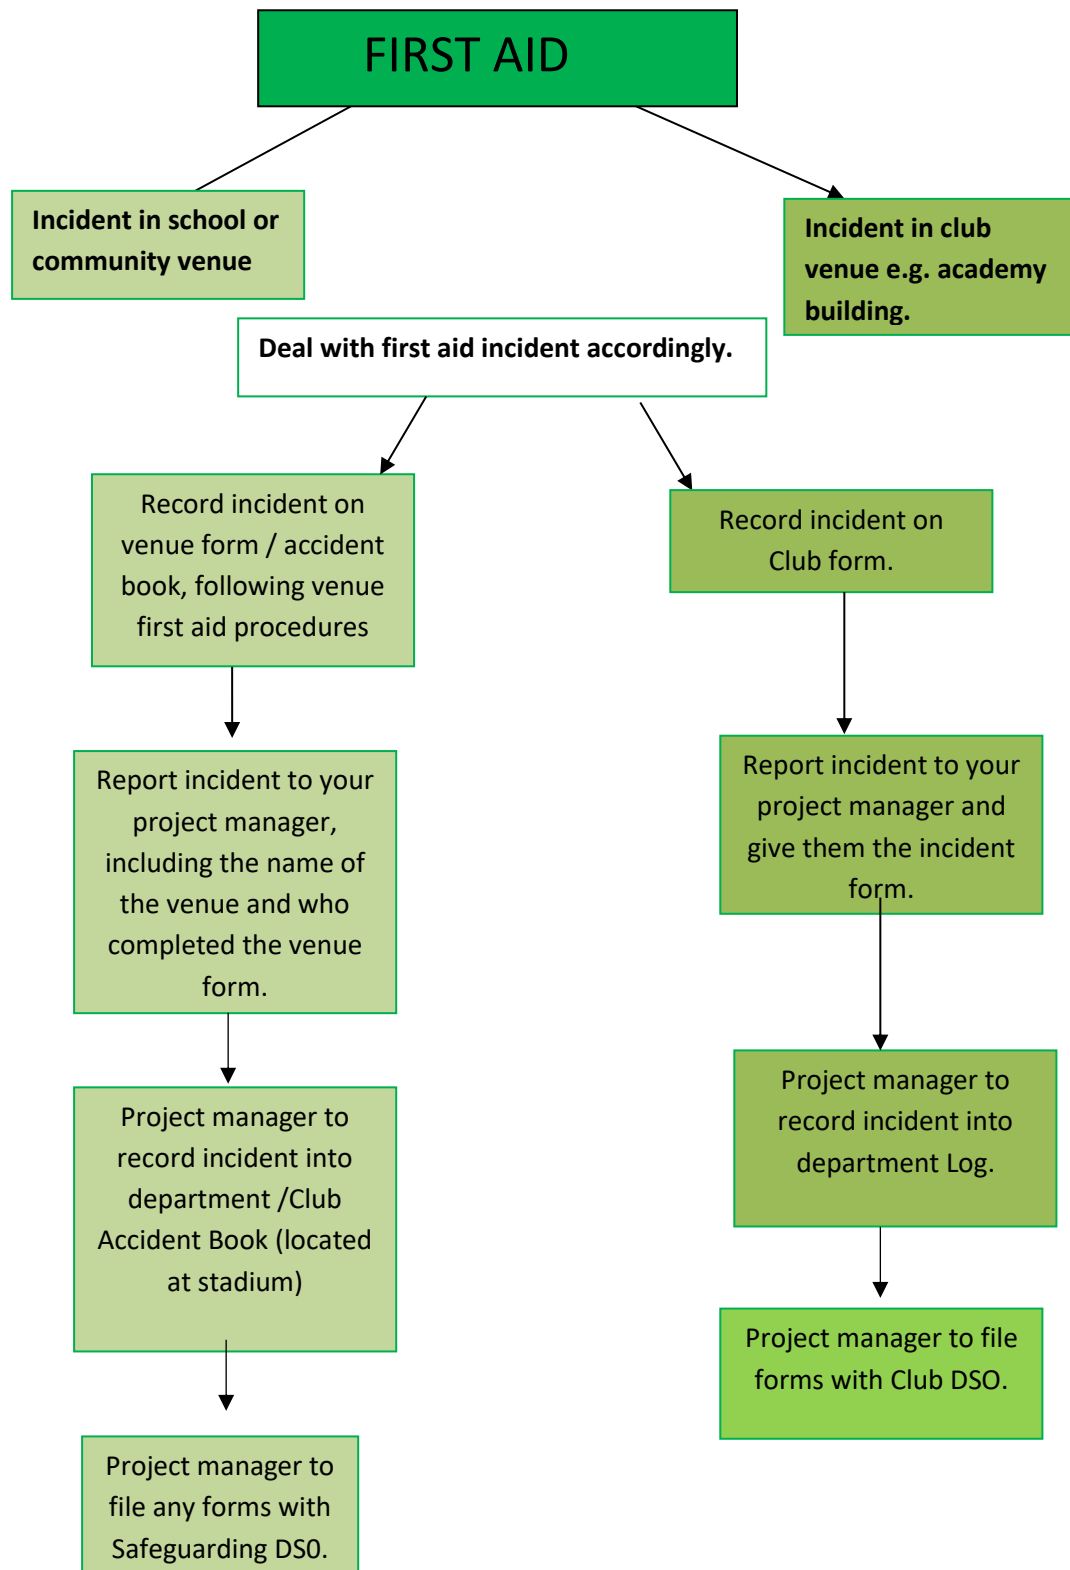 FIRST AID
Incident in school or
community venue
Incident in club
venue e.g. academy
building.
Deal with first aid incident accordingly.
Record incident on
venue form / accident
book, following venue
first aid procedures
Record incident on
Club form.
Report incident to your
project manager,
including the name of
the venue and who
completed the venue
form.
Report incident to your
project manager and
give them the incident
form.
Project manager to
record incident into
department /Club
Accident Book (located
at stadium)
Project manager to
record incident into
department Log.
Project manager to file
forms with Club DSO.
Project manager to
file any forms with
Safeguarding DS0.